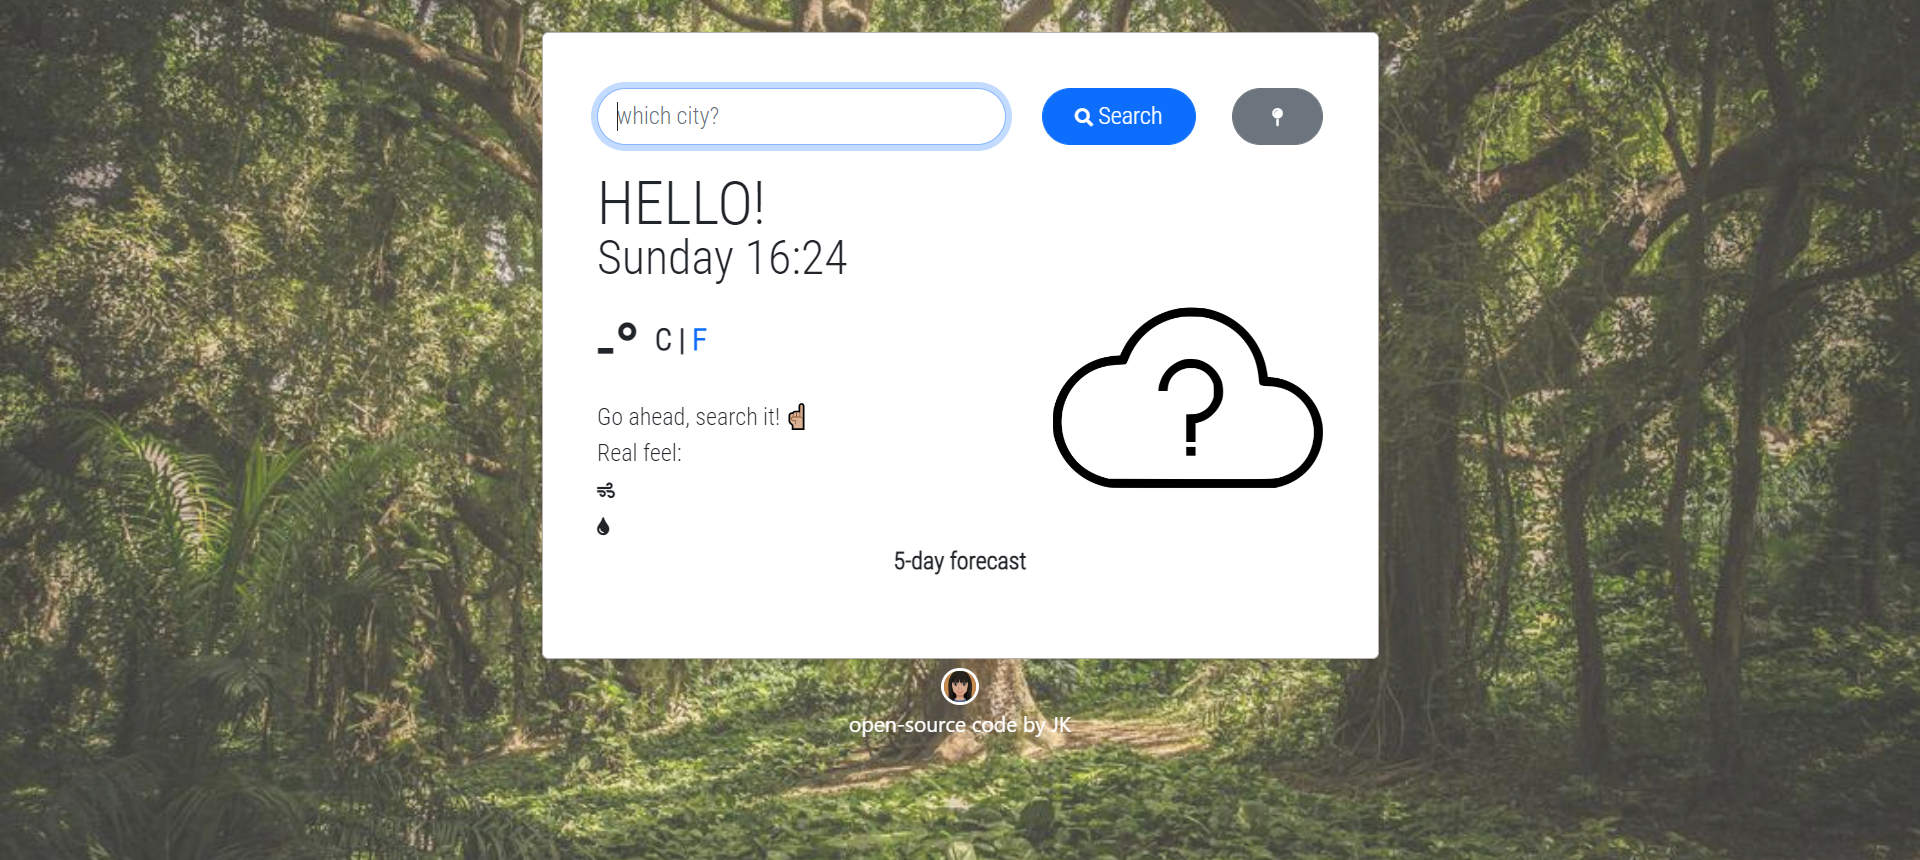 which city?
Search
HELLO!
Sunday 16:24
-° C | F
Go ahead, search it! ☝🏽
Real feel:
?
5-day forecast
open-source code by JK